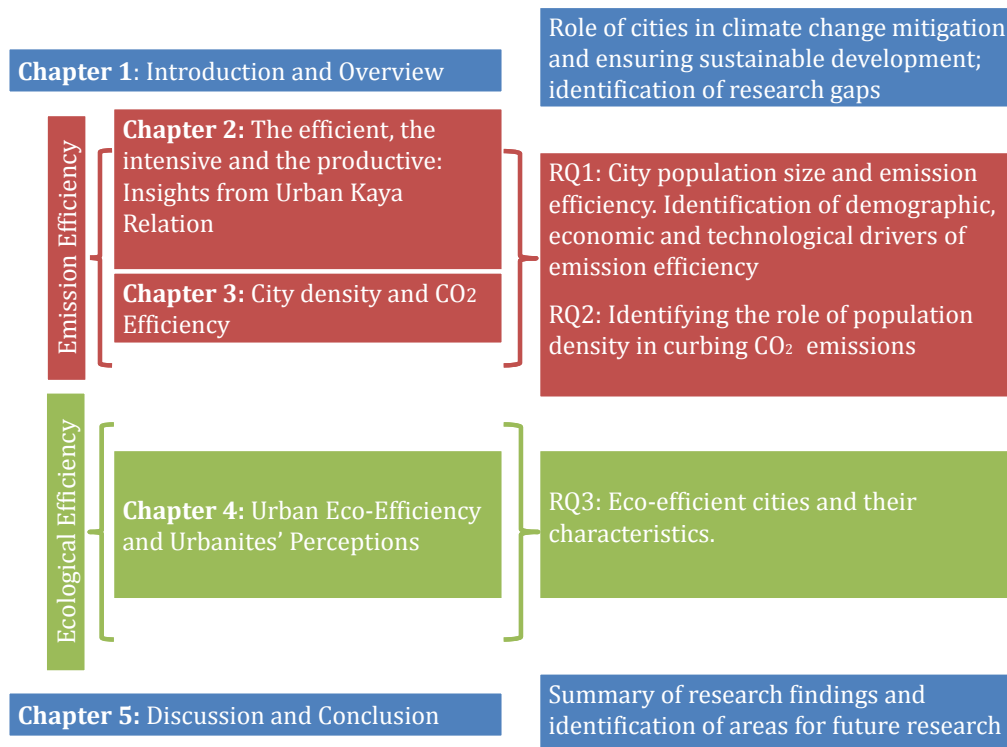 Chapter 1: Introduction and Overview
Role of cities in climate change mitigation
and ensuring sustainable development;
identification of research gaps
Emission Efficiency
Chapter 2: The efficient, the
intensive and the productive:
Insights from Urban Kaya
Relation
Chapter 3: City density and CO2
Efficiency
RQ1: City population size and emission
efficiency. Identification of demographic,
economic and technological drivers of
emission efficiency
RQ2: Identifying the role of population
density in curbing CO2 emissions
Ecological Efficiency
Chapter 4: Urban Eco-Efficiency
and Urbanites’ Perceptions
RQ3: Eco-efficient cities and their
characteristics.
Chapter 5: Discussion and Conclusion
Summary of research findings and
identification of areas for future research